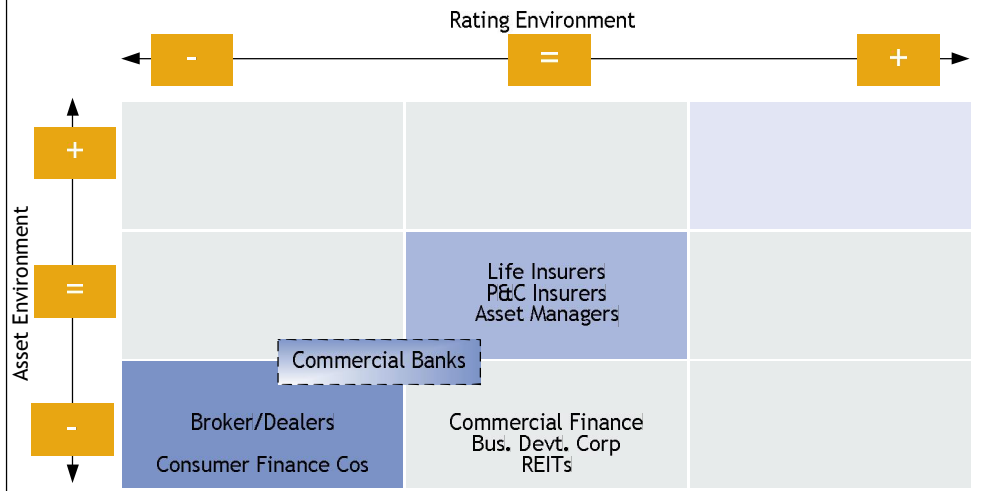 Rating Environment
- = +
+
Asset Environment
=
Life Insurers
P&C Insurers
Asset Managers
Commercial Banks
-
Broker/Dealers
Consumer Finance Cos
Commercial Finance
Bus. Devt. Corp
REITs